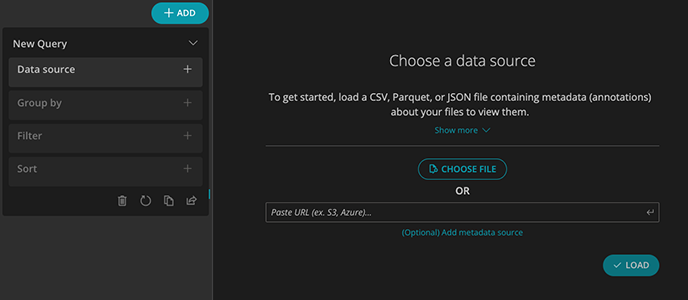 ADD
New Query
Data source
Group by
Filter
Sort
Choose a data source
To get started, load a CSV, Parquet, or JSON file containing metadata (annotations)
about your files to view them.
Show more
CHOOSE FILE
OR
Paste URL (ex. S3, Azure)...
(Optional) Add metadata source
LOAD